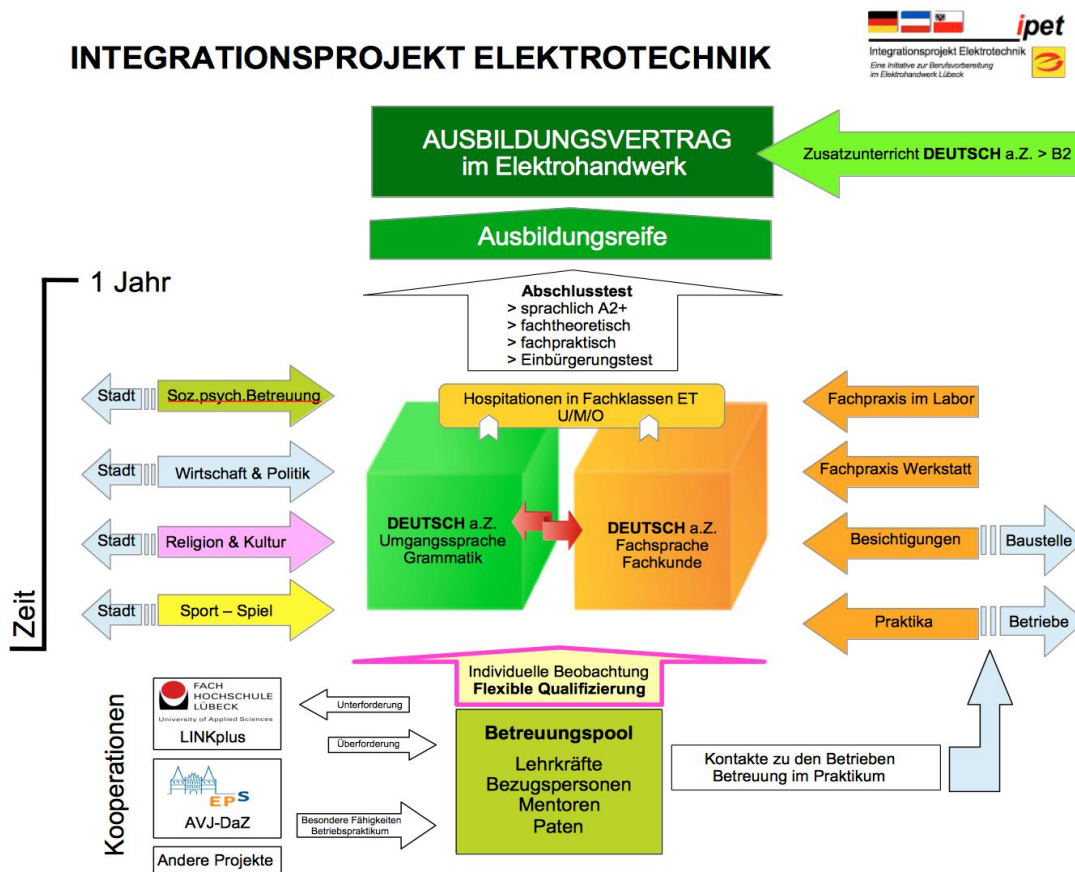 INTEGRATIONSPROJEKT ELEKTROTECHNIK
ipet
Integrationsprojekt Elektrotechnik
Eine Initiative zur Berufsvorbereitung
im Elektrohandwerk Lübeck
AUSBILDUNGSVERTRAG
im Elektrohandwerk
Zusatzunterricht DEUTSCH a.Z. > B2
Ausbildungsreife
1 Jahr
Abschlusstest
> sprachlich A2+
> fachtheoretisch
> fachpraktisch
> Einbürgerungstest
Stadt
Soz.psych.Betreuung
Hospitationen in Fachklassen ET
U/M/O
Fachpraxis im Labor
Stadt
Wirtschaft & Politik
Fachpraxis Werkstatt
DEUTSCH a.Z.
Umgangssprache
Grammatik
DEUTSCH a.Z.
Fachsprache
Fachkunde
Stadt
Religion & Kultur
Besichtigungen
Baustelle
Stadt
Sport – Spiel
Praktika
Betriebe
Zeit
Individuelle Beobachtung
Flexible Qualifizierung
Kooperationen
FACH
HOCHSCHULE
LÜBECK
University of Applied Sciences
LINKplus
Unterforderung
Überforderung
Betreuungspool
Lehrkräfte
Bezugspersonen
Mentoren
Paten
Kontakte zu den Betrieben
Betreuung im Praktikum
EPS
AVJ-DaZ
Besondere Fähigkeiten
Betriebspraktikum
Andere Projekte